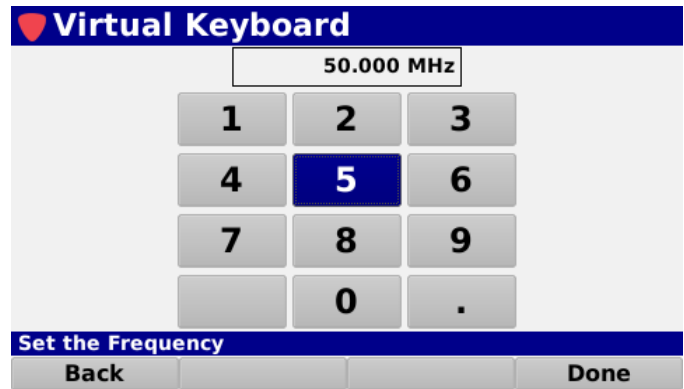 Virtual Keyboard
50.000 MHz
1 2 3
4 5 6
7 8 9
0 .
Set the Frequency
Back Done